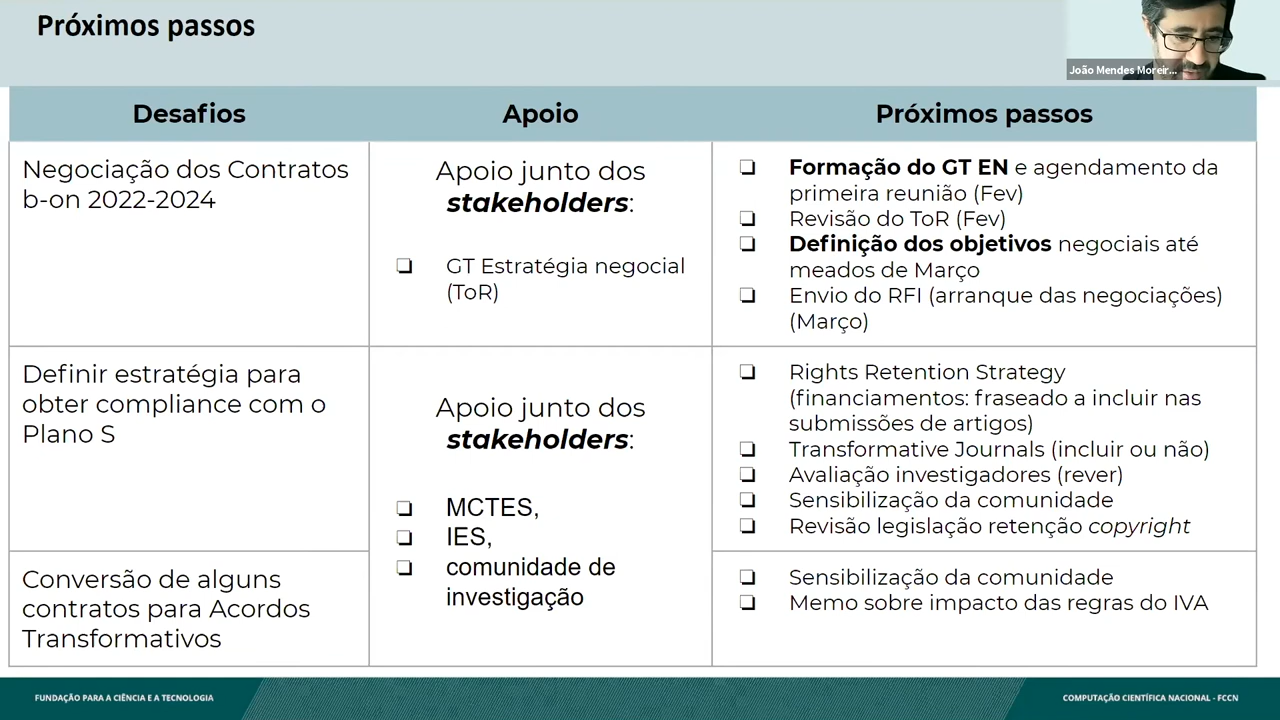 Próximos passos
João Mendes Moreir...
Desafios
Apoio
Próximos passos
Negociação dos Contratos
b-on 2022-2024
Apoio junto dos
stakeholders:
❏ GT Estratégia negocial
(ToR)
❏ Formação do GT EN e agendamento da
primeira reunião (Fev)
❏ Revisão do ToR (Fev)
❏ Definição dos objetivos negociais até
meados de Março
❏ Envio do RFI (arranque das negociações)
(Março)
Definir estratégia para
obter compliance com o
Plano S
Apoio junto dos
stakeholders:
❏ MCTES,
❏ IES,
❏ comunidade de
investigação
❏ Rights Retention Strategy
(financiamentos: fraseado a incluir nas
submissões de artigos)
❏ Transformative Journals (incluir ou não)
❏ Avaliação investigadores (rever)
❏ Sensibilização da comunidade
❏ Revisão legislação retenção copyright
Conversão de alguns
contratos para Acordos
Transformativos
❏ Sensibilização da comunidade
❏ Memo sobre impacto das regras do IVA
FUNDAÇÃO PARA A CIÊNCIA E A TECNOLOGIA
COMPUTAÇÃO CIENTÍFICA NACIONAL - FCCN